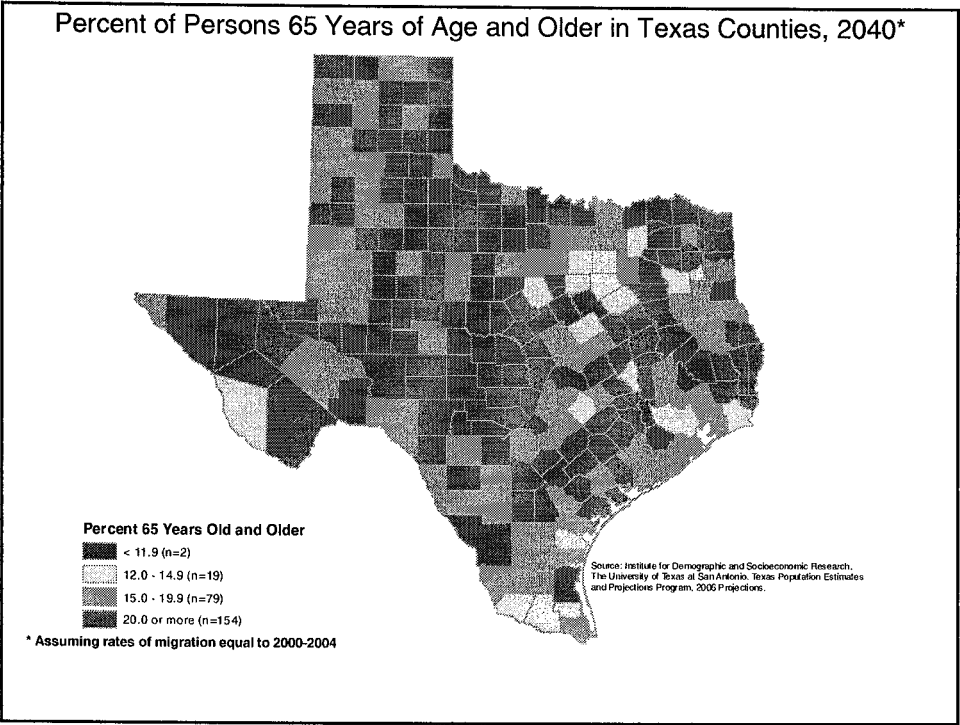 Percent of Persons 65 Years of Age and Older in Texas Counties, 2040*
Percent 65 Years Old and Older
< 11.9 (n=2)
12.0 - 14.9 (n=19)
15.0 - 19.9 (n=79)
20.0 or more (n=154)
* Assuming rates of migration equal to 2000-2004
Source: Institute for Demographic and Socioeconomic Research.
The University of Texas at San Antonio. Texas Population Estimates
and Projections Program, 2006 Projections.